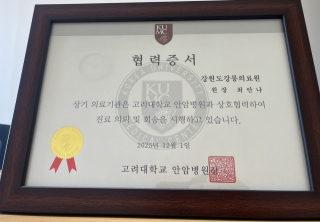 KU
MC
협력증서
강원도강릉의료원
원장 최안나
상기 의료기관은 고려대학교 안암병원과 상호협력하여
진료 의뢰 및 회송을 시행하고 있습니다.
2025년 12월 1일
고려대학교 안암병원장